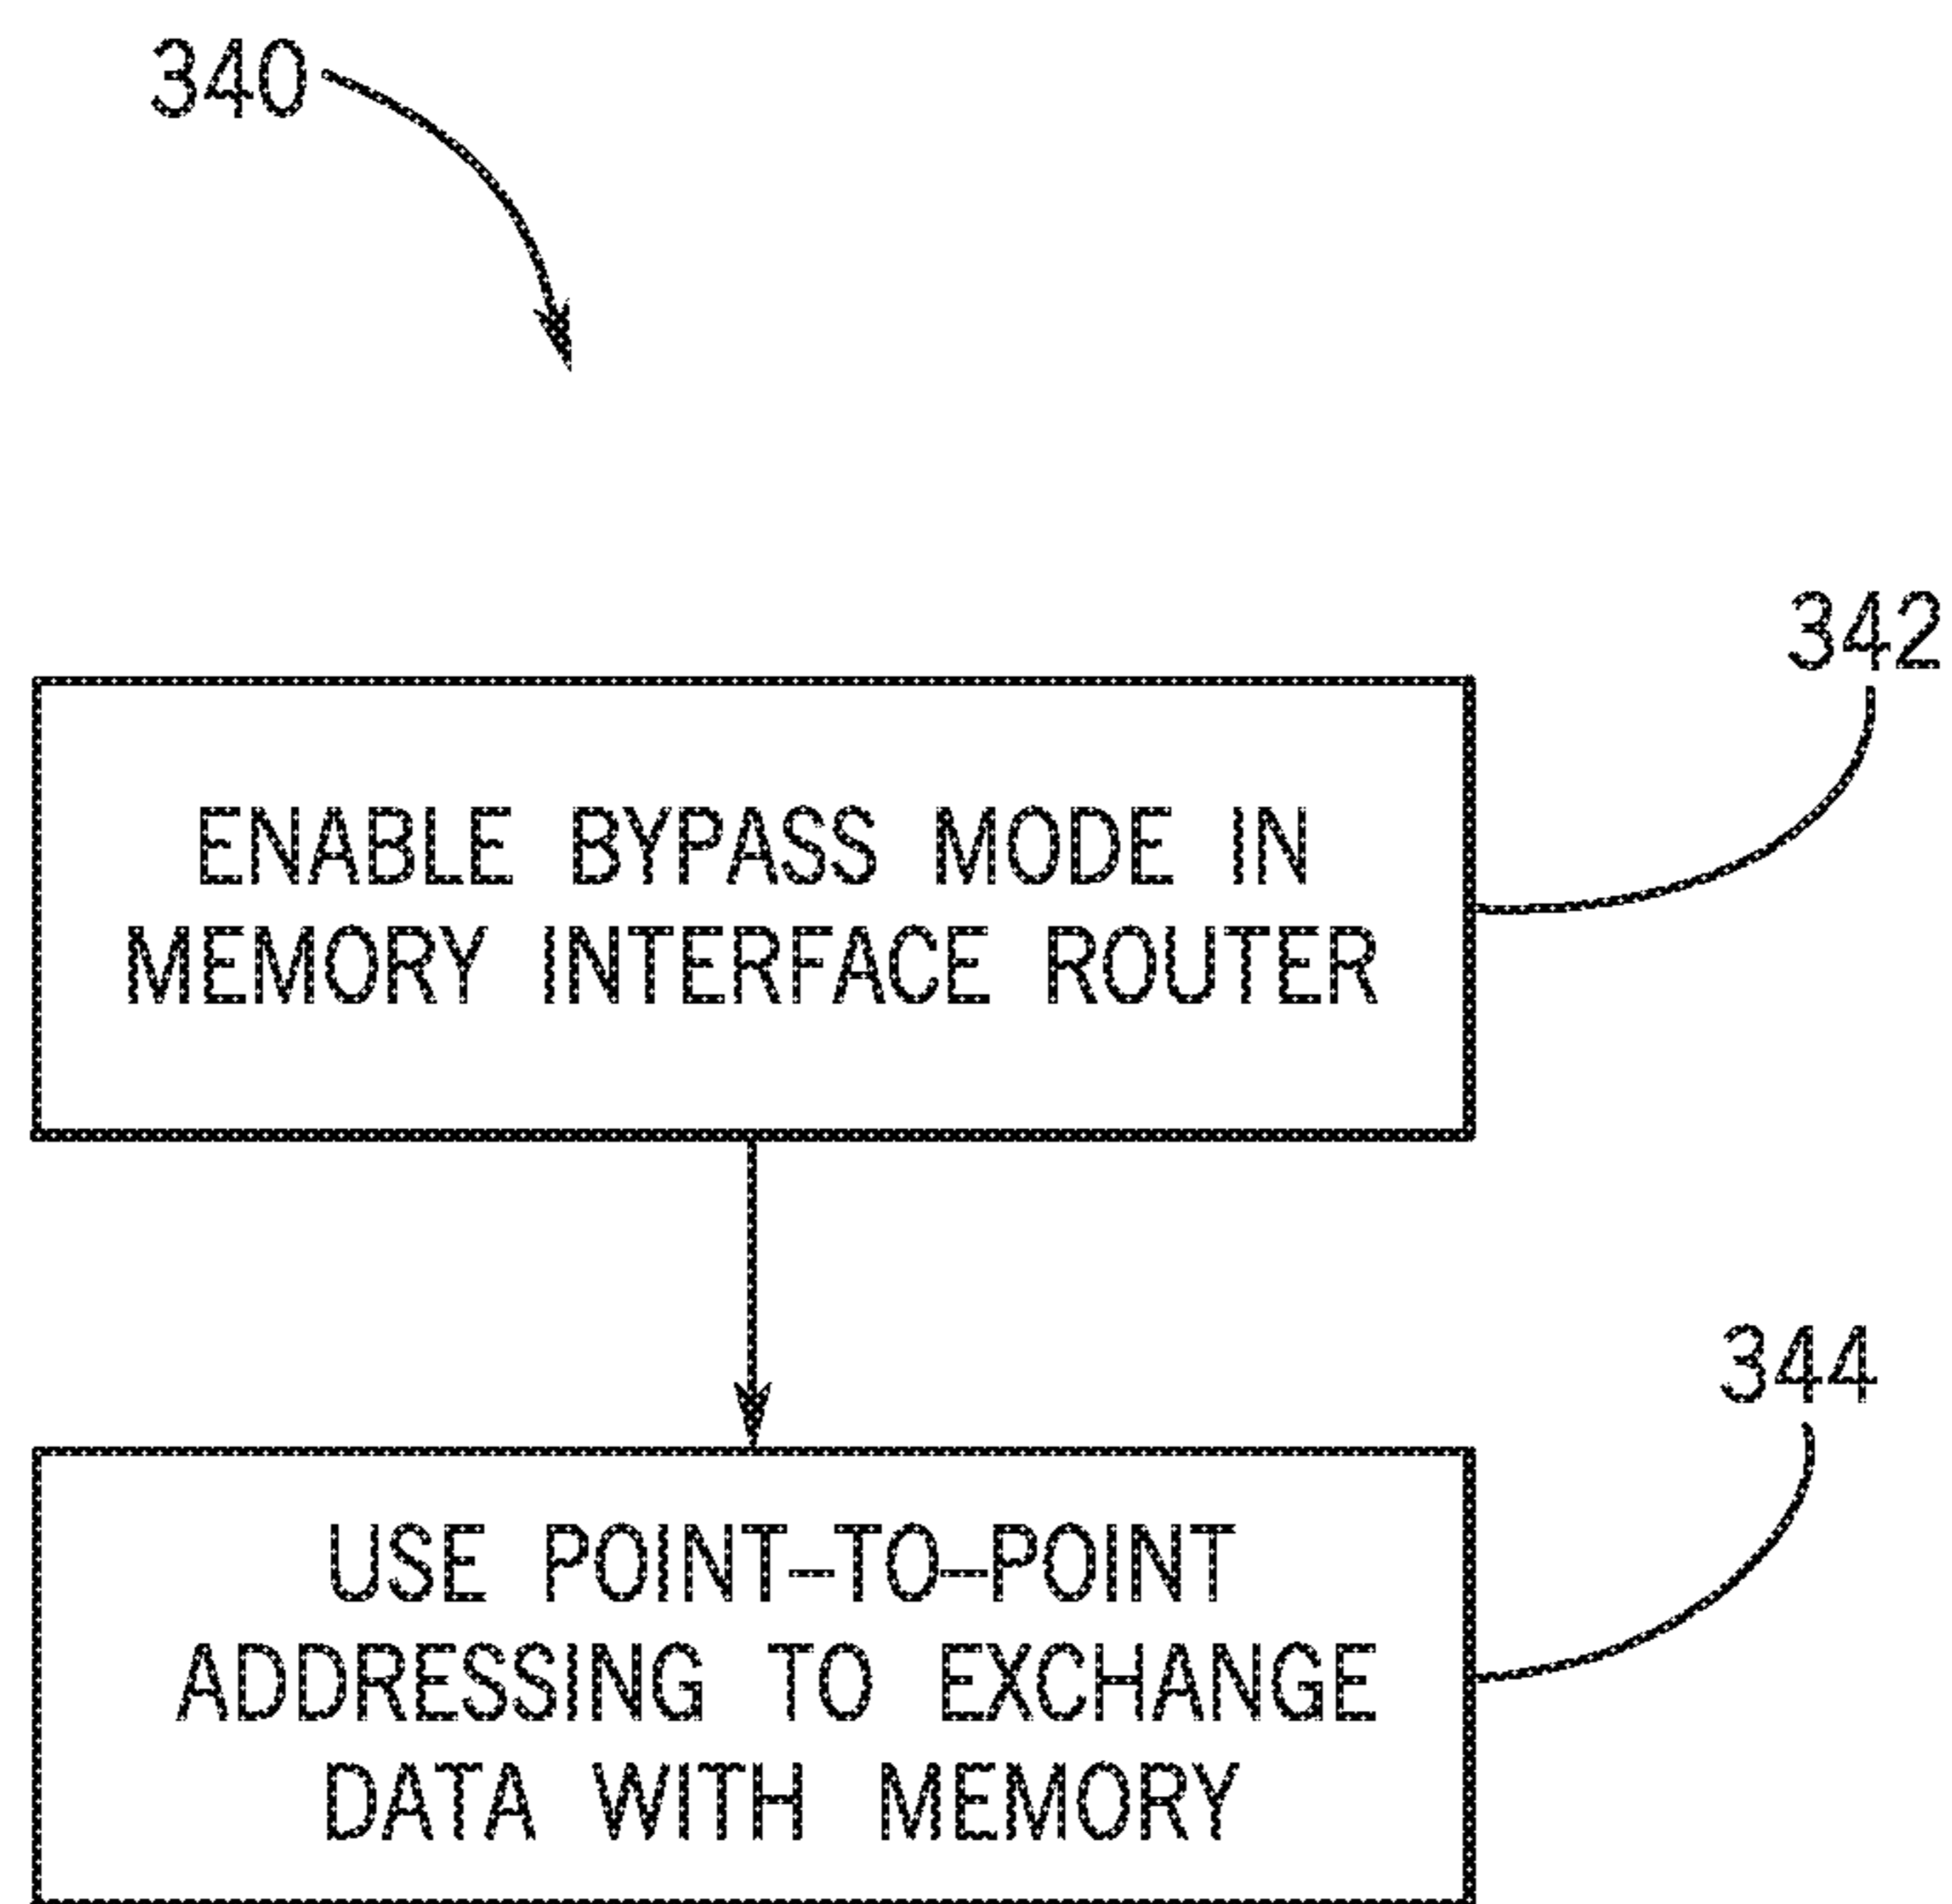 340
342
ENABLE BYPASS MODE IN
MEMORY INTERFACE ROUTER
344
USE POINT-TO-POINT
ADDRESSING TO EXCHANGE
DATA WITH MEMORY